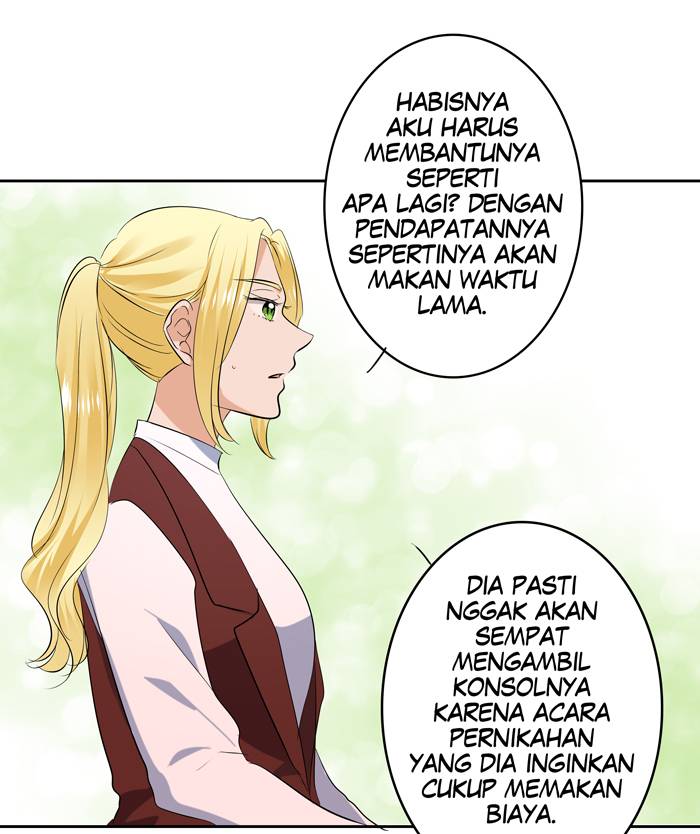 HABISNYA
AKU HARUS
MEMBANTUNYA
SEPERTI
APA LAGI? DENGAN
PENDAPATANNYA
SEPERTINYA AKAN
MAKAN WAKTU
LAMA.
DIA PASTI
NGGAK AKAN
SEMPAT
MENGAMBIL
KONSOLNYA
KARENA ACARA
PERNIKAHAN
YANG DIA INGINKAN
CUKUP MEMAKAN
BIAYA.